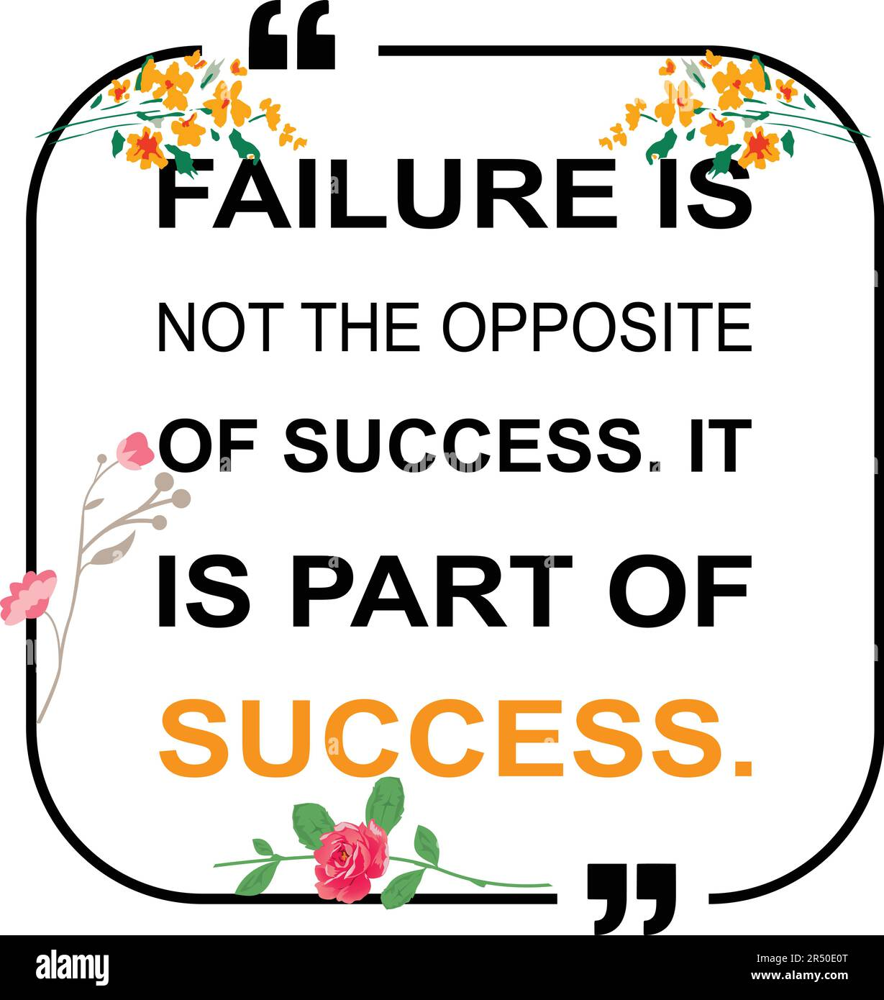 “
FAILURE IS
NOT THE OPPOSITE
OF SUCCESS. IT
IS PART OF
SUCCESS.
”
alamy
Image ID: 2R50E0T
www.alamy.com